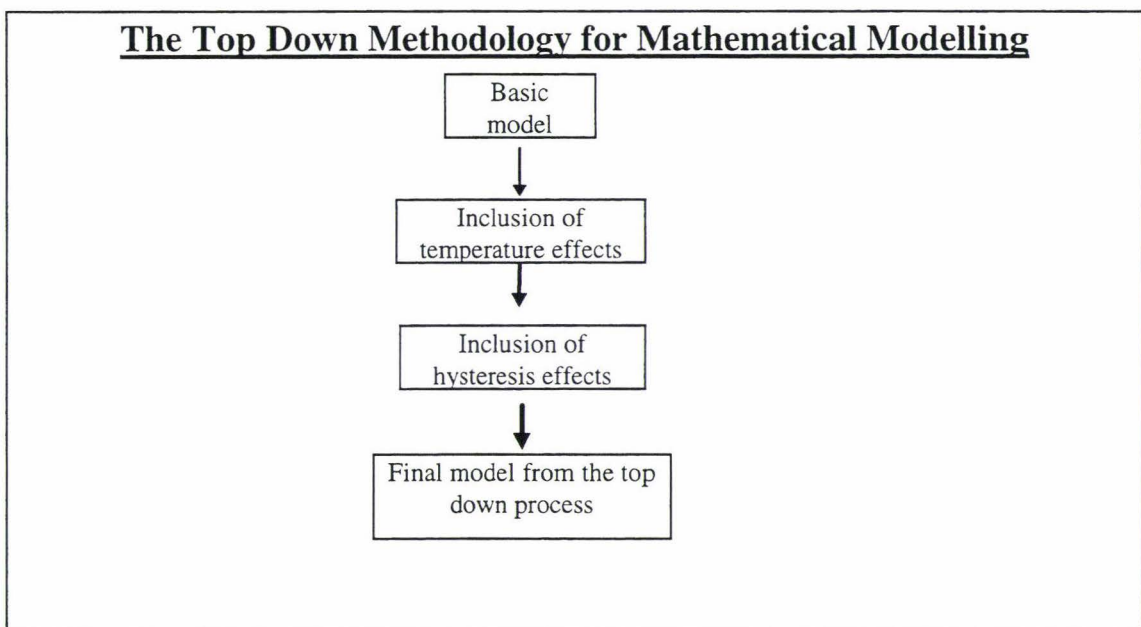 The Top Down Methodology for Mathematical Modelling
Basic
model
Inclusion of
temperature effects
Inclusion of
hysteresis effects
Final model from the top
down process